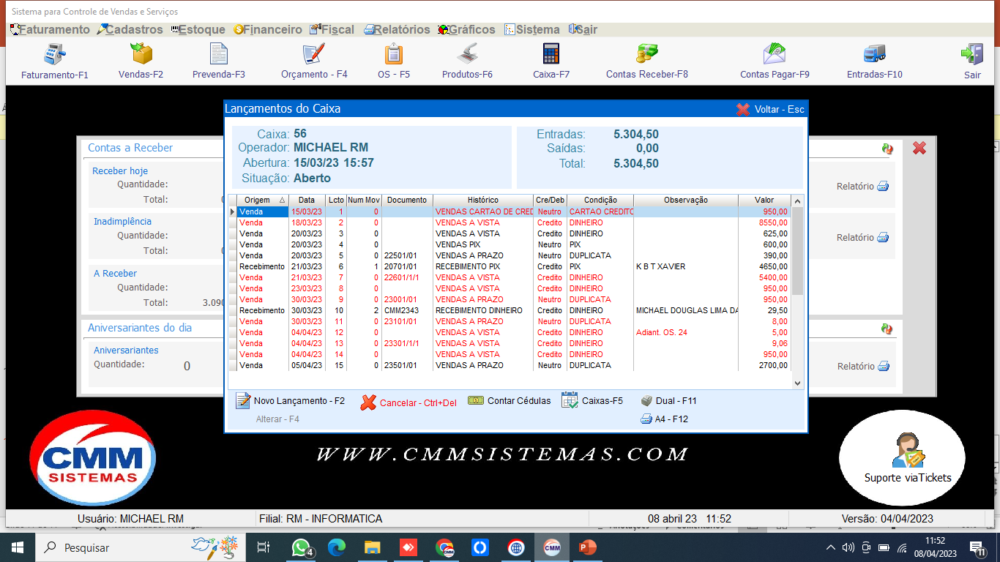 Sistema para Controle de Vendas e Serviços
Faturamento Cadastros Estoque Financeiro Fiscal Relatórios Gráficos Sistema Sair
Faturamento-F1 Vendas-F2 Prevenda-F3 Orçamento - F4 OS - F5 Produtos-F6 Caixa-F7 Contas Receber-F8 Contas Pagar-F9 Entradas-F10 Sair
Lançamentos do Caixa Voltar - Esc
Caixa: 56
Operador: MICHAEL RM
Abertura: 15/03/23 15:57
Situação: Aberto
Entradas: 5.304,50
Saídas: 0,00
Total: 5.304,50
Origem Data Lcto Num Mov Documento Histórico Cre/Deb Condição Observação Valor
Venda 15/03/23 1 0 VENDAS CARTAO DE CRED Neutro CARTAO CREDITO 950,00
Venda 18/03/23 2 0 VENDAS A VISTA Credito DINHEIRO 8550,00
Venda 20/03/23 3 0 VENDAS A VISTA Credito DINHEIRO 625,00
Venda 20/03/23 4 0 VENDAS PIX Neutro PIX 600,00
Venda 20/03/23 5 0 22501/01 VENDAS A PRAZO Neutro DUPLICATA 390,00
Recebimento 21/03/23 6 1 20701/01 RECEBIMENTO PIX Credito PIX K B T XAVIER 4650,00
Venda 21/03/23 7 0 22601/1/1 VENDAS A VISTA Credito DINHEIRO 5400,00
Venda 23/03/23 8 0 VENDAS A VISTA Credito DINHEIRO 950,00
Venda 30/03/23 9 0 23001/01 VENDAS A PRAZO Neutro DUPLICATA 950,00
Recebimento 30/03/23 10 2 CMM2343 RECEBIMENTO DINHEIRO Credito DINHEIRO MICHAEL DOUGLAS LIMA DA 29,50
Venda 30/03/23 11 0 23101/01 VENDAS A PRAZO Neutro DUPLICATA 8,00
Venda 04/04/23 12 0 VENDAS A VISTA Credito DINHEIRO Adiant. OS. 24 5,00
Venda 04/04/23 13 0 23301/1/1 VENDAS A VISTA Credito DINHEIRO 9,06
Venda 04/04/23 14 0 VENDAS A VISTA Credito DINHEIRO 950,00
Venda 05/04/23 15 0 23501/01 VENDAS A PRAZO Neutro DUPLICATA 2700,00
Novo Lançamento - F2 Cancelar - Ctrl+Del Contar Cédulas Caixas-F5 Dual - F11
Alterar - F4 A4 - F12
Contas a Receber
Receber hoje
Quantidade:
Total: 0
Relatório
Inadimplência
Quantidade:
Total: 0
Relatório
A Receber
Quantidade:
Total: 3.090
Aniversariantes do dia
Aniversariantes
Quantidade: 0
Relatório
CMM
SISTEMAS
WWW.CMMSISTEMAS.COM
Suporte viaTickets
Usuário: MICHAEL RM Filial: RM - INFORMATICA 08 abril 23 11:52 Versão: 04/04/2023
Pesquisar
4
CMM
11:52
08/04/2023
11